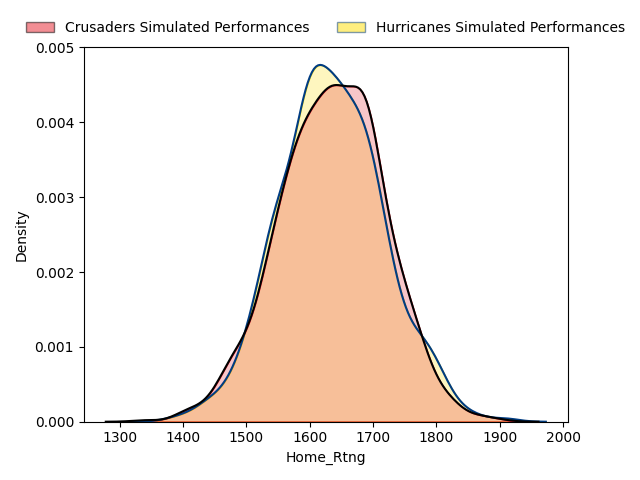 Crusaders Simulated Performances Hurricanes Simulated Performances
0.005
0.004
0.003
0.002
0.001
0.000
Density
1300 1400 1500 1600 1700 1800 1900 2000
Home_Rtng